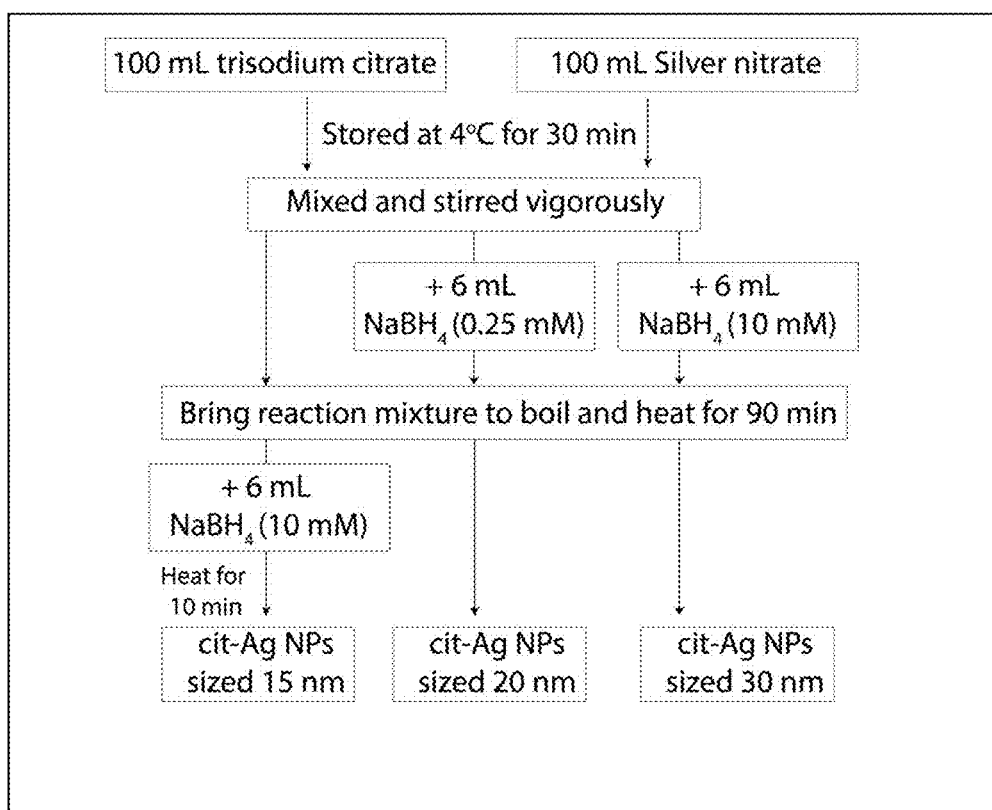 100 mL trisodium citrate
100 mL Silver nitrate
Stored at 4°C for 30 min
Mixed and stirred vigorously
+ 6 mL
NaBH₄ (0.25 mM)
+ 6 mL
NaBH₄ (10 mM)
Bring reaction mixture to boil and heat for 90 min
+ 6 mL
NaBH₄ (10 mM)
Heat for
10 min
cit-Ag NPs
sized 15 nm
cit-Ag NPs
sized 20 nm
cit-Ag NPs
sized 30 nm